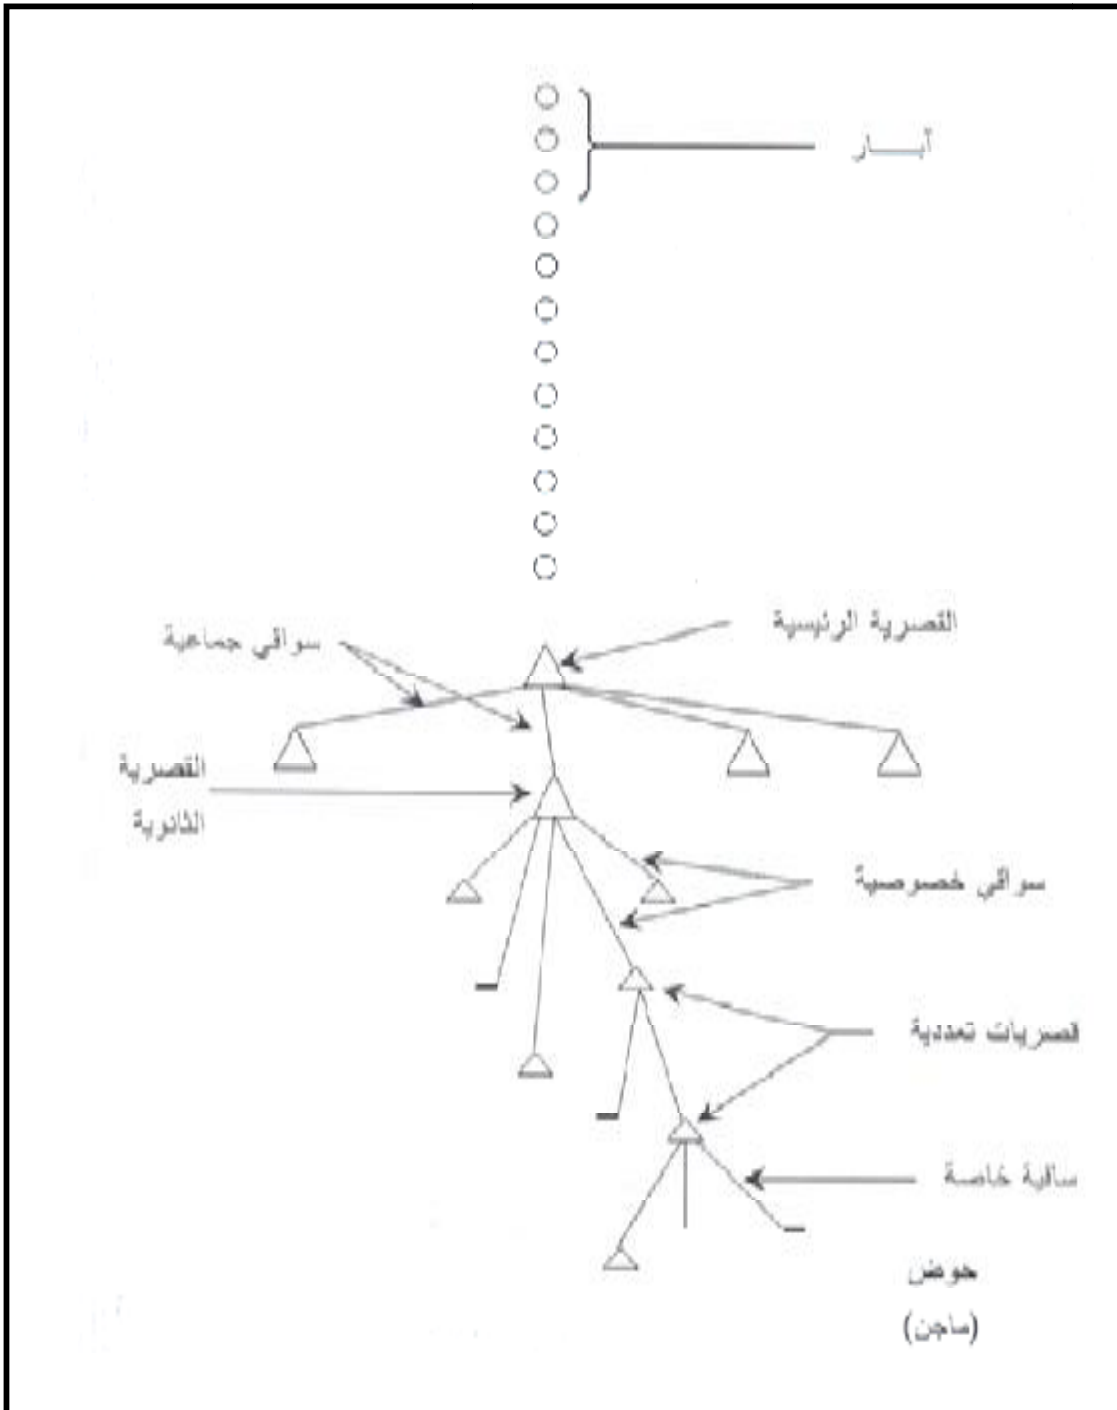 آبـــار
القصرية الرئيسية
سواقي جماعية
القصرية
الثانوية
سواقي خصوصية
قصريات تعددية
ساقية خاصة
حوض
(ماجن)